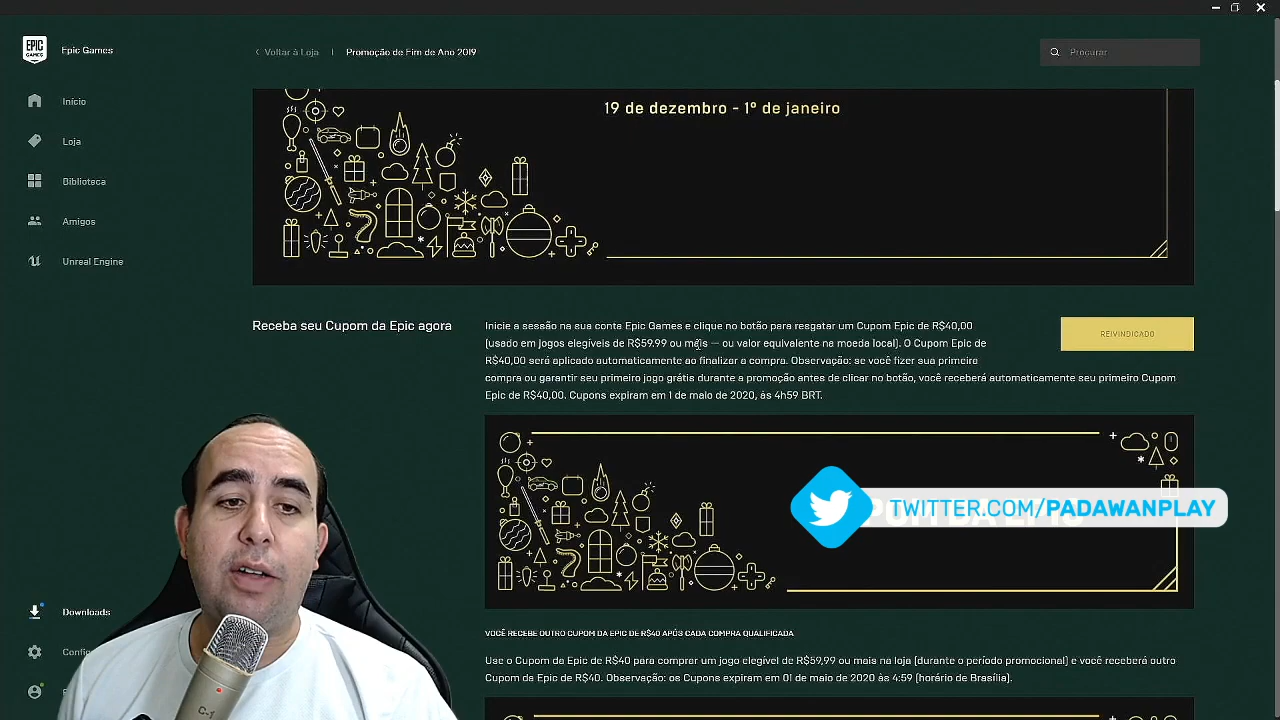 EPIC
GAMES
Epic Games
Voltar à Loja
Promoção de Fim de Ano 2019
Procurar
Início
Loja
Biblioteca
Amigos
Unreal Engine
19 de dezembro - 1º de janeiro
Receba seu Cupom da Epic agora
Inicie a sessão na sua conta Epic Games e clique no botão para resgatar um Cupom Epic de R$40,00
(usado em jogos elegíveis de R$59.99 ou mais — ou valor equivalente na moeda local). O Cupom Epic de
R$40,00 será aplicado automaticamente ao finalizar a compra. Observação: se você fizer sua primeira
compra ou garantir seu primeiro jogo grátis durante a promoção antes de clicar no botão, você receberá automaticamente seu primeiro Cupom
Epic de R$40,00. Cupons expiram em 1 de maio de 2020, às 4h59 BRT.
REIVINDICADO
TWITTER.COM/PADAWANPLAY
VOCÊ RECEBE OUTRO CUPOM DA EPIC DE R$40 APÓS CADA COMPRA QUALIFICADA
Use o Cupom da Epic de R$40 para comprar um jogo elegível de R$59,99 ou mais na loja (durante o período promocional) e você receberá outro
Cupom da Epic de R$40. Observação: os Cupons expiram em 01 de maio de 2020 às 4:59 (horário de Brasília).
Downloads
C-1